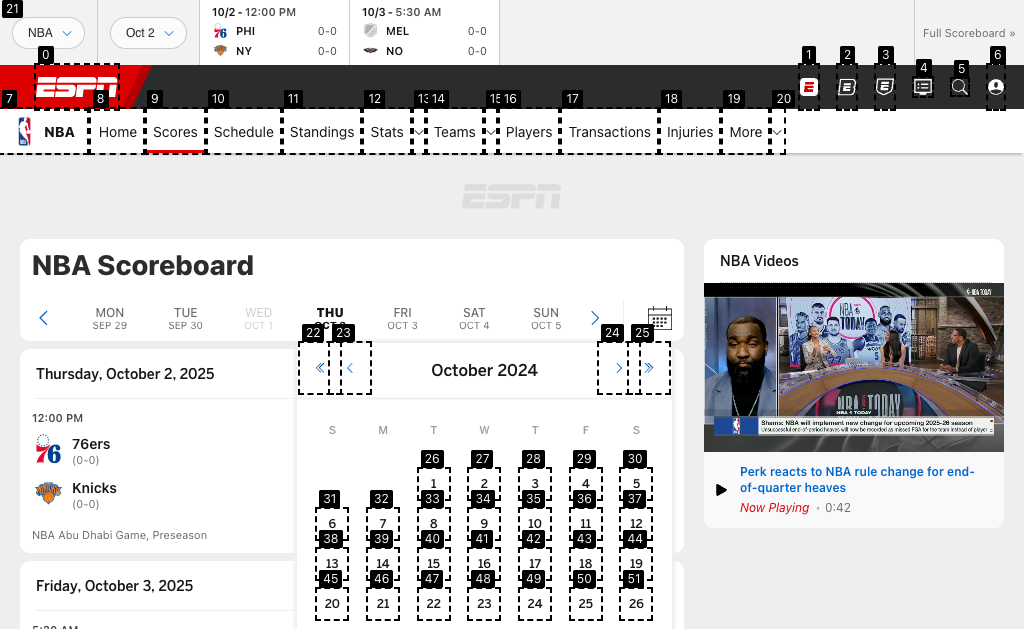 21
NBA
Oct 2
10/2 - 12:00 PM
PHI 0-0
NY 0-0
10/3 - 5:30 AM
MEL 0-0
NO 0-0
Full Scoreboard »
0 1 2 3 4 5 6
ESPN
7 8 9 10 11 12 13 14 15 16 17 18 19 20
NBA Home Scores Schedule Standings Stats Teams Players Transactions Injuries More
ESPN
NBA Scoreboard
MON TUE WED THU FRI SAT SUN
SEP 29 SEP 30 OCT 1 OCT 3 OCT 4 OCT 5
22 23 24 25
October 2024
S M T W T F S
26 27 28 29 30
1 2 3 4 5
31 32 33 34 35 36 37
6 7 8 9 10 11 12
38 39 40 41 42 43 44
13 14 15 16 17 18 19
45 46 47 48 49 50 51
20 21 22 23 24 25 26
Thursday, October 2, 2025
12:00 PM
76ers
(0-0)
Knicks
(0-0)
NBA Abu Dhabi Game, Preseason
Friday, October 3, 2025
NBA Videos
NBA TODAY
NBA TODAY
NBA TODAY
NBA TODAY
Shams: NBA will implement new change for upcoming 2025-26 season
Unsuccessful end-of-period heaves will now be recorded as missed FGA for the team instead of player
Perk reacts to NBA rule change for end-
of-quarter heaves
Now Playing · 0:42